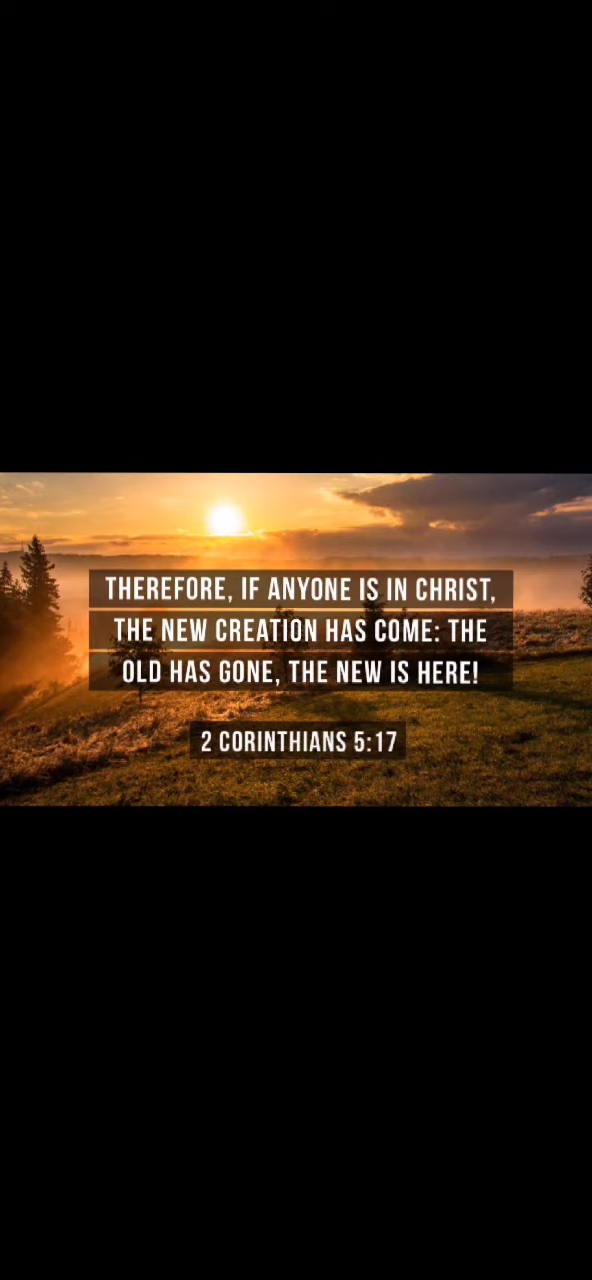 THEREFORE, IF ANYONE IS IN CHRIST,
THE NEW CREATION HAS COME: THE
OLD HAS GONE, THE NEW IS HERE!
2 CORINTHIANS 5:17